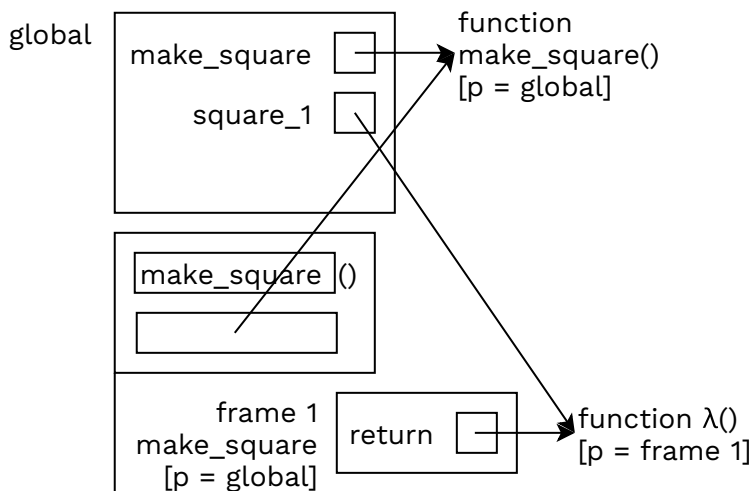 global
make_square
square_1
function
make_square()
[p = global]
make_square ()
frame 1
make_square
[p = global]
return
function λ()
[p = frame 1]